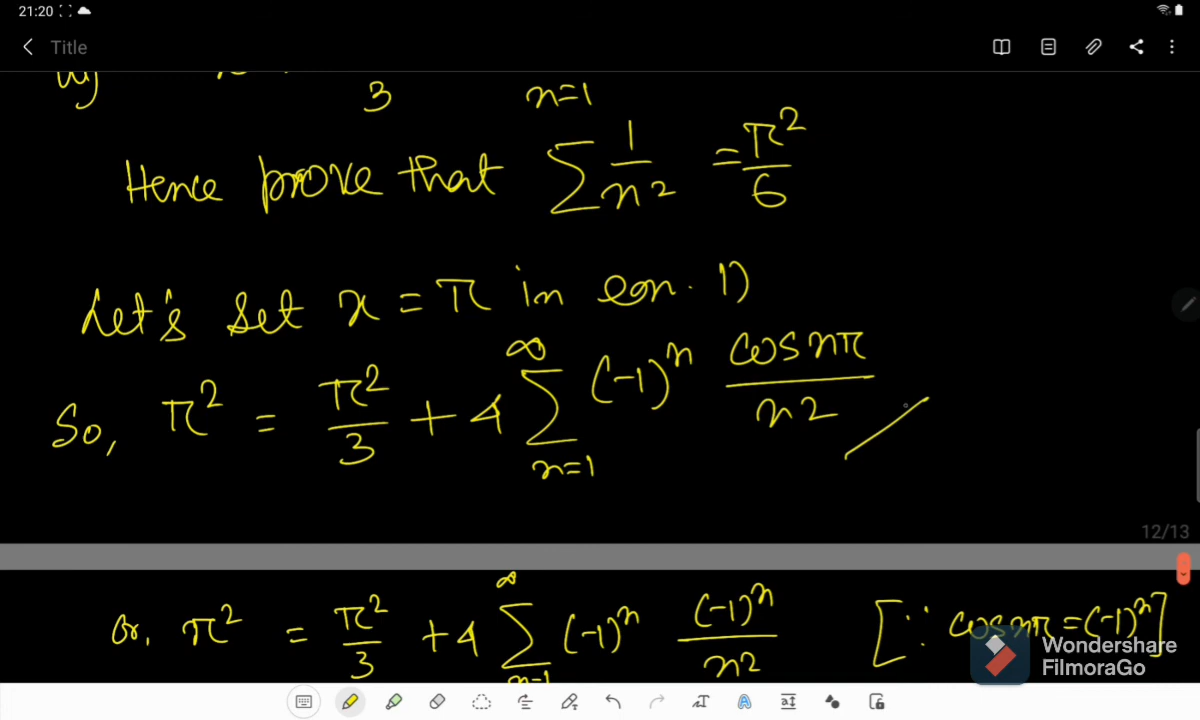 21:20
Title
3 n=1
Hence prove that ∑ 1/n² = π²/6
Let's set x = π in eqn. 1)
So, π² = π²/3 + 4 ∑_{n=1}^{∞} (-1)ⁿ cos nπ / n²
12/13
Or, π² = π²/3 + 4 ∑_{n=1}^{∞} (-1)ⁿ (-1)ⁿ / n² [∵ cos nπ = (-1)ⁿ]
Wondershare
FilmoraGo